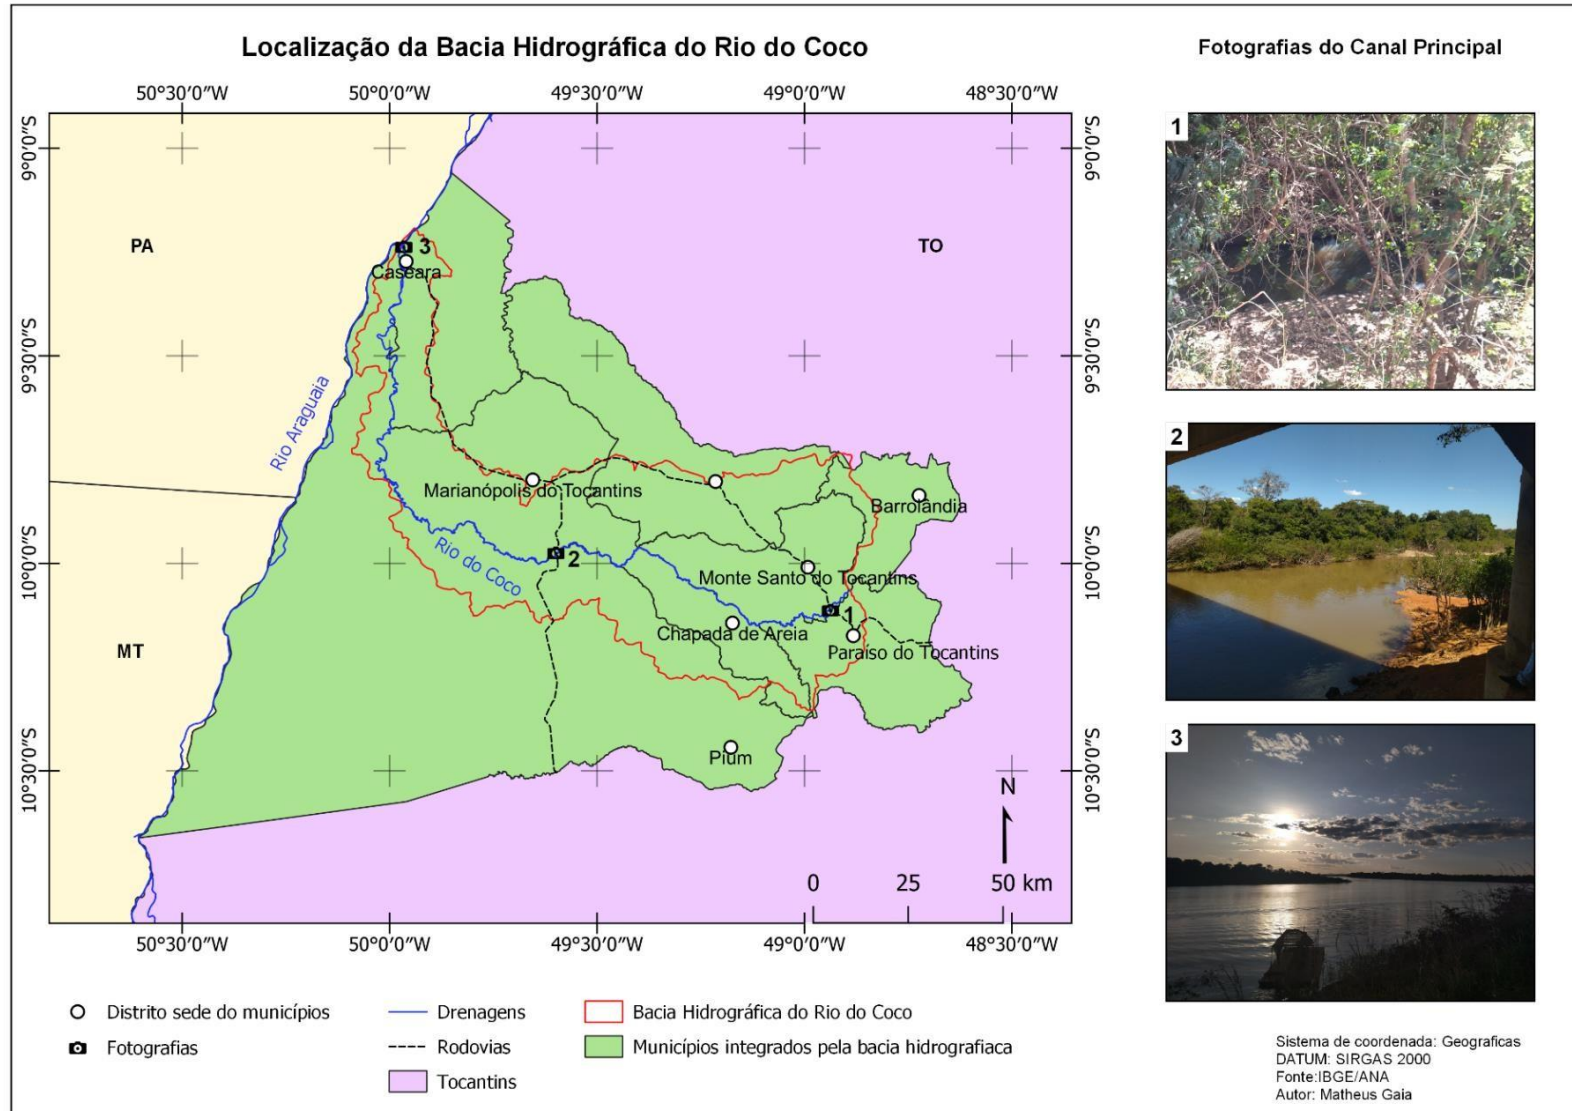 Localização da Bacia Hidrográfica do Rio do Coco
Fotografias do Canal Principal
50°30'0"W
50°0'0"W
49°30'0"W
49°0'0"W
48°30'0"W
9°0'0"S
9°0'0"S
9°30'0"S
9°30'0"S
10°0'0"S
10°0'0"S
10°30'0"S
10°30'0"S
PA
TO
MT
3
Caseara
Rio Araguaia
Marianópolis do Tocantins
Barrolândia
2
Rio do Coco
Monte Santo do Tocantins
1
Chapada de Areia
Paraíso do Tocantins
Pium
N
0 25 50 km
50°30'0"W
50°0'0"W
49°30'0"W
49°0'0"W
48°30'0"W
1
2
3
Distrito sede do municípios
Fotografias
Drenagens
Rodovias
Tocantins
Bacia Hidrográfica do Rio do Coco
Municípios integrados pela bacia hidrografiaca
Sistema de coordenada: Geograficas
DATUM: SIRGAS 2000
Fonte:IBGE/ANA
Autor: Matheus Gaia